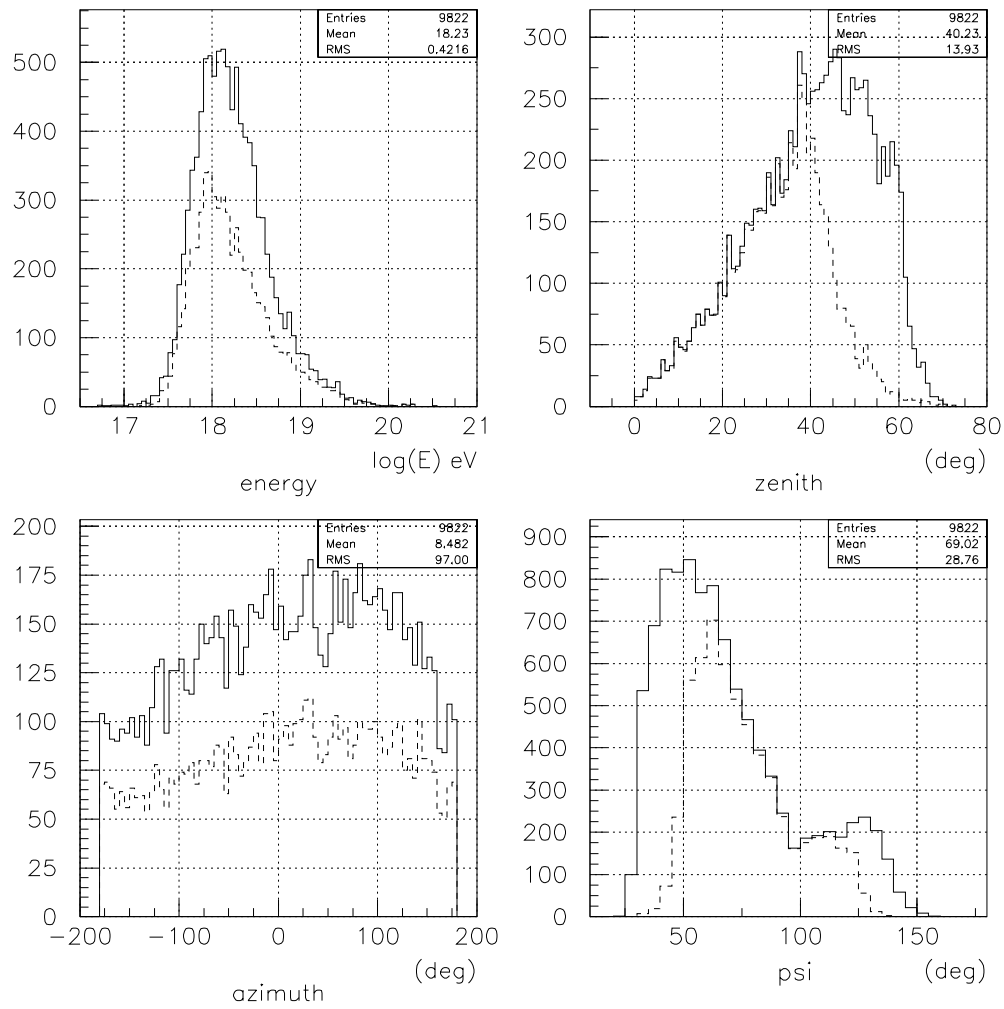 Entries 9822
Mean 18.23
RMS 0.4216
500
400
300
200
100
0
17 18 19 20 21
log(E) eV
energy
Entries 9822
Mean 40.23
RMS 13.93
300
250
200
150
100
50
0
0 20 40 60 80
(deg)
zenith
Entries 9822
Mean 8.482
RMS 97.00
200
175
150
125
100
75
50
25
0
−200 −100 0 100 200
(deg)
azimuth
Entries 9822
Mean 69.02
RMS 28.76
900
800
700
600
500
400
300
200
100
0
50 100 150
psi (deg)